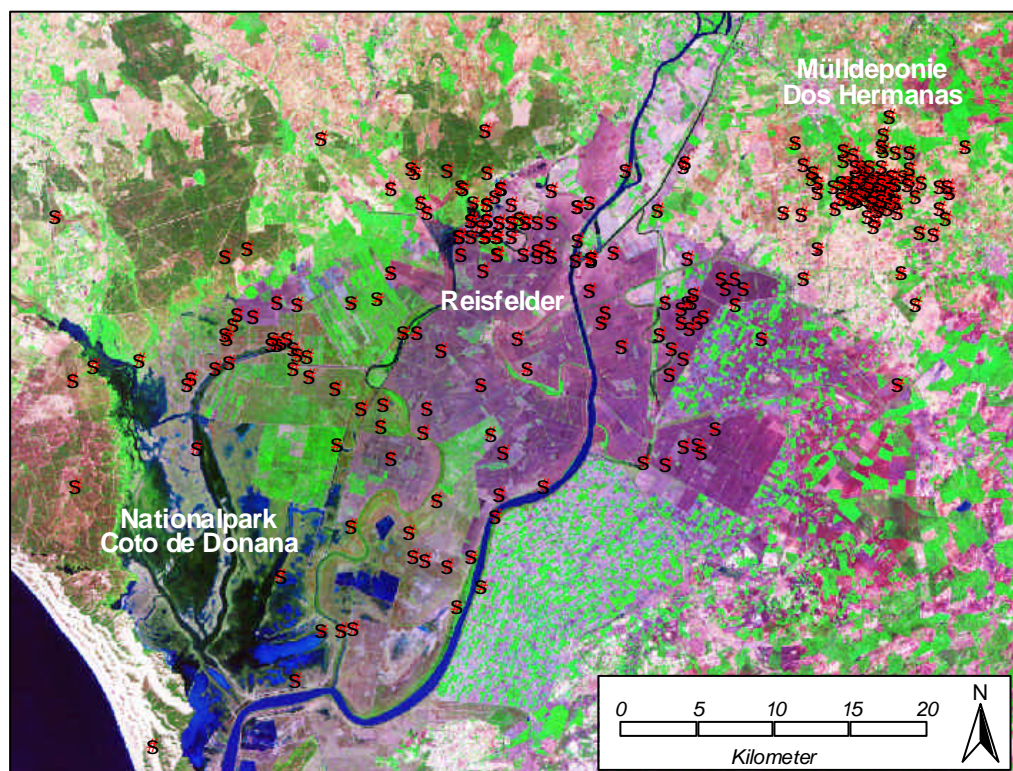 Mülldeponie
Dos Hermanas
Reisfelder
Nationalpark
Coto de Donana
N
0 5 10 15 20
Kilometer